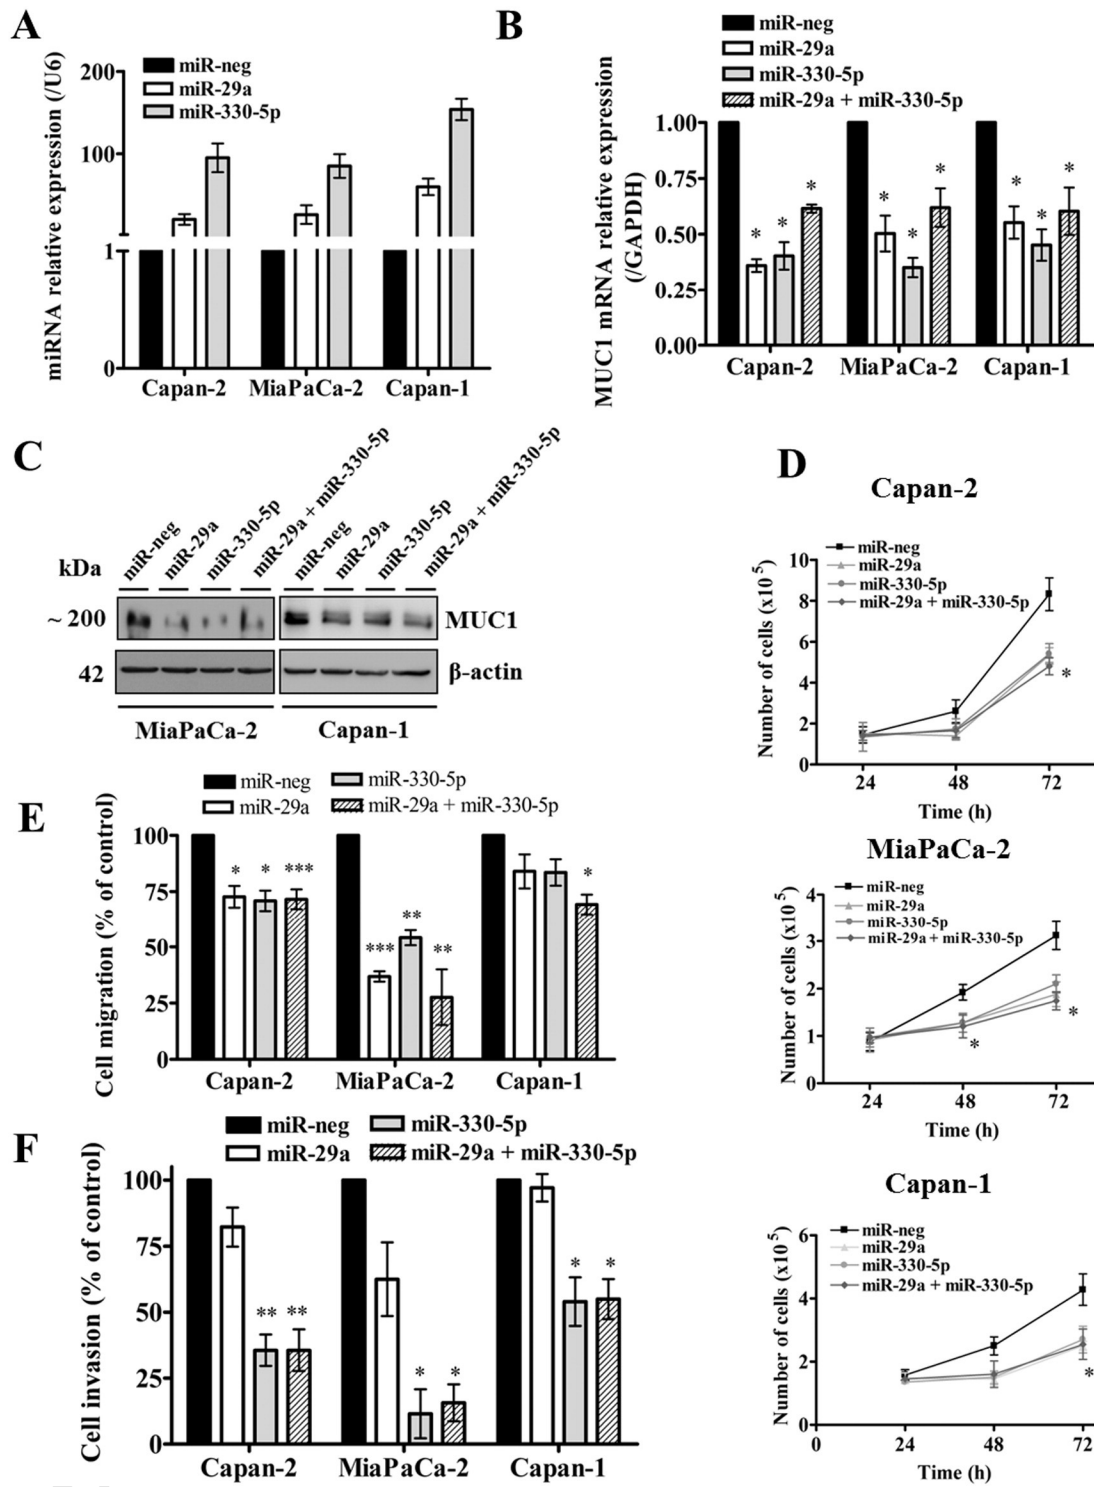 A
miRNA relative expression (/U6)
miR-neg
miR-29a
miR-330-5p
200
100
1
0
Capan-2 MiaPaCa-2 Capan-1
B
MUC1 mRNA relative expression
(/GAPDH)
miR-neg
miR-29a
miR-330-5p
miR-29a + miR-330-5p
1.00
0.75
0.50
0.25
0.00
* * *
* * *
* * *
Capan-2 MiaPaCa-2 Capan-1
C
miR-neg
miR-29a
miR-330-5p
miR-29a + miR-330-5p
miR-neg
miR-29a
miR-330-5p
miR-29a + miR-330-5p
kDa
~ 200 MUC1
42 β-actin
MiaPaCa-2 Capan-1
D
Capan-2
miR-neg
miR-29a
miR-330-5p
miR-29a + miR-330-5p
Number of cells (x10 5)
10
8
6
4
2
0
*
24 48 72
Time (h)
MiaPaCa-2
miR-neg
miR-29a
miR-330-5p
miR-29a + miR-330-5p
Number of cells (x10 5)
4
3
2
1
0
* *
24 48 72
Time (h)
Capan-1
miR-neg
miR-29a
miR-330-5p
miR-29a + miR-330-5p
Number of cells (x10 5)
6
4
2
0
*
0 24 48 72
Time (h)
E
miR-neg miR-330-5p
miR-29a miR-29a + miR-330-5p
Cell migration (% of control)
100
75
50
25
0
* * ***
*** ** **
*
Capan-2 MiaPaCa-2 Capan-1
F
miR-neg miR-330-5p
miR-29a miR-29a + miR-330-5p
Cell invasion (% of control)
100
75
50
25
0
** **
* *
* *
Capan-2 MiaPaCa-2 Capan-1